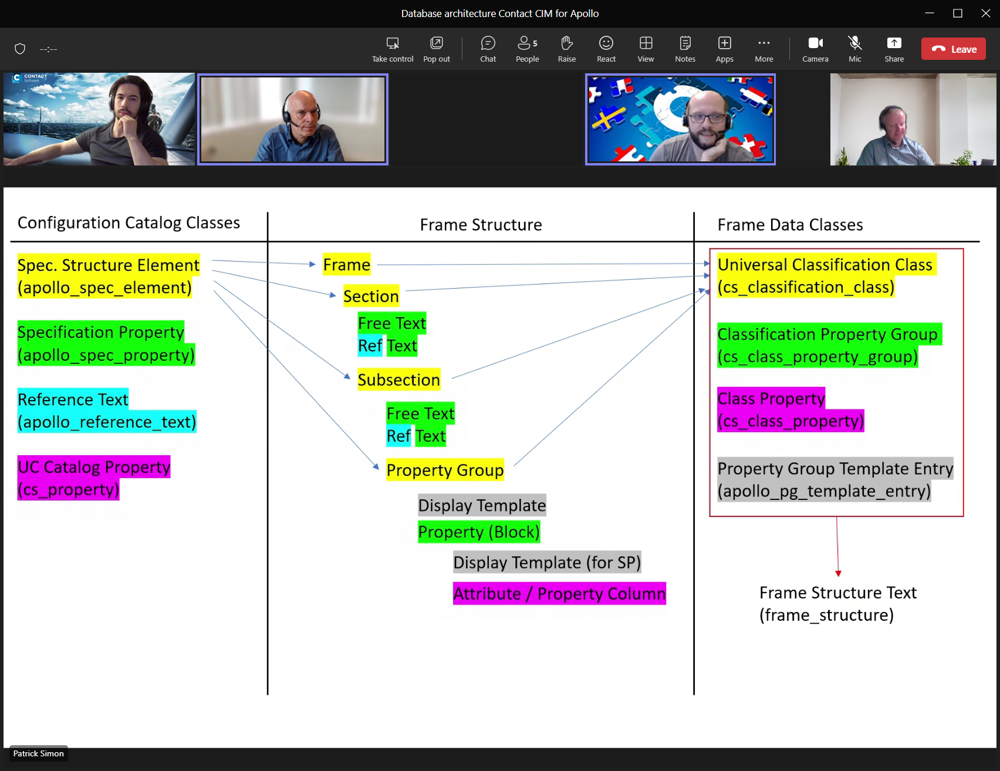 Database architecture Contact CIM for Apollo
--:--
Take control
Pop out
Chat
People
5
Raise
React
View
Notes
Apps
More
Camera
Mic
Share
Leave
C CONTACT
Software
Configuration Catalog Classes
Frame Structure
Frame Data Classes
Spec. Structure Element
(apollo_spec_element)
Specification Property
(apollo_spec_property)
Reference Text
(apollo_reference_text)
UC Catalog Property
(cs_property)
Frame
Section
Free Text
Ref Text
Subsection
Free Text
Ref Text
Property Group
Display Template
Property (Block)
Display Template (for SP)
Attribute / Property Column
Universal Classification Class
(cs_classification_class)
Classification Property Group
(cs_class_property_group)
Class Property
(cs_class_property)
Property Group Template Entry
(apollo_pg_template_entry)
Frame Structure Text
(frame_structure)
Patrick Simon